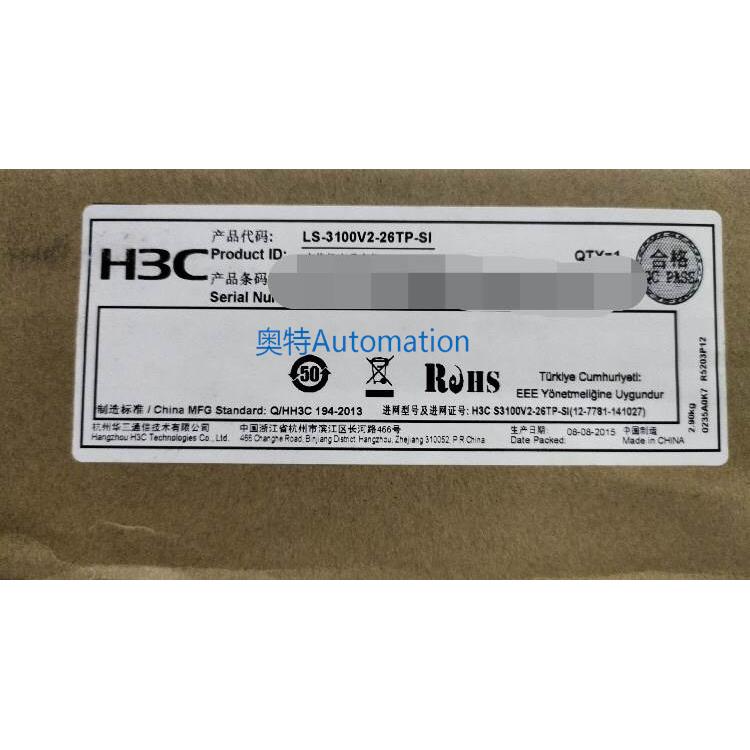 H3C
产品代码: LS-3100V2-26TP-SI
Product ID:
QTY=1
产品条码
Serial Num
合格
QC PASS
奥特Automation
50
RoHS
Türkiye Cumhuriyeti:
EEE Yönetmeliğine Uygundur
制造标准 / China MFG Standard: Q/HH3C 194-2013
进网型号及进网证号: H3C S3100V2-26TP-SI(12-7781-141027)
杭州华三通信技术有限公司
Hangzhou H3C Technologies Co., Ltd.
中国浙江省杭州市滨江区长河路466号
466 Changhe Road, Binjiang District, Hangzhou, Zhejiang 310052, P.R.China
生产日期:
Date Packed: 08-08-2015
中国制造
Made in CHINA
2.90kg
0235A0K7 R5203P12